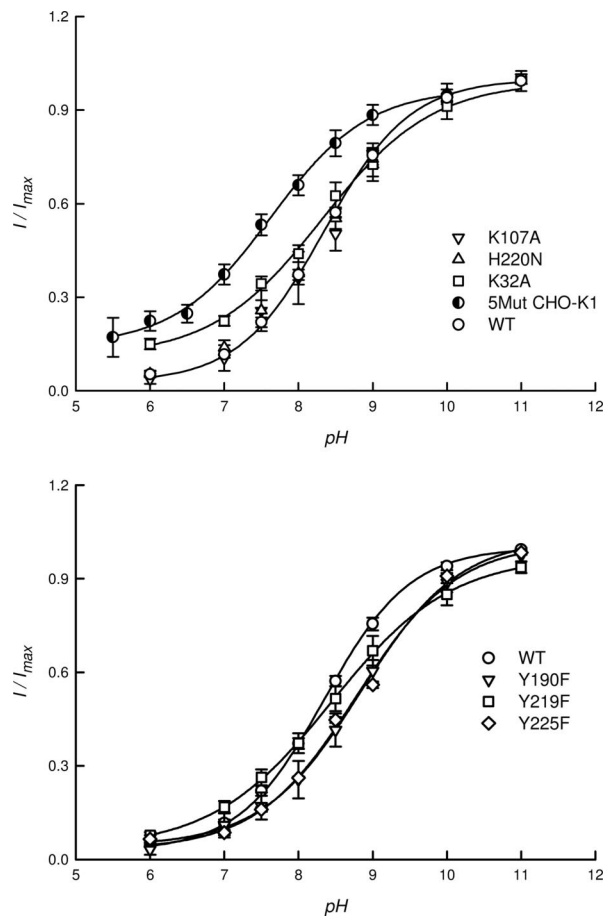 1.2
0.9
0.6
0.3
0.0
I / Imax
K107A
H220N
K32A
5Mut CHO-K1
WT
5 6 7 8 9 10 11 12
pH
1.2
0.9
0.6
0.3
0.0
I / Imax
WT
Y190F
Y219F
Y225F
5 6 7 8 9 10 11 12
pH